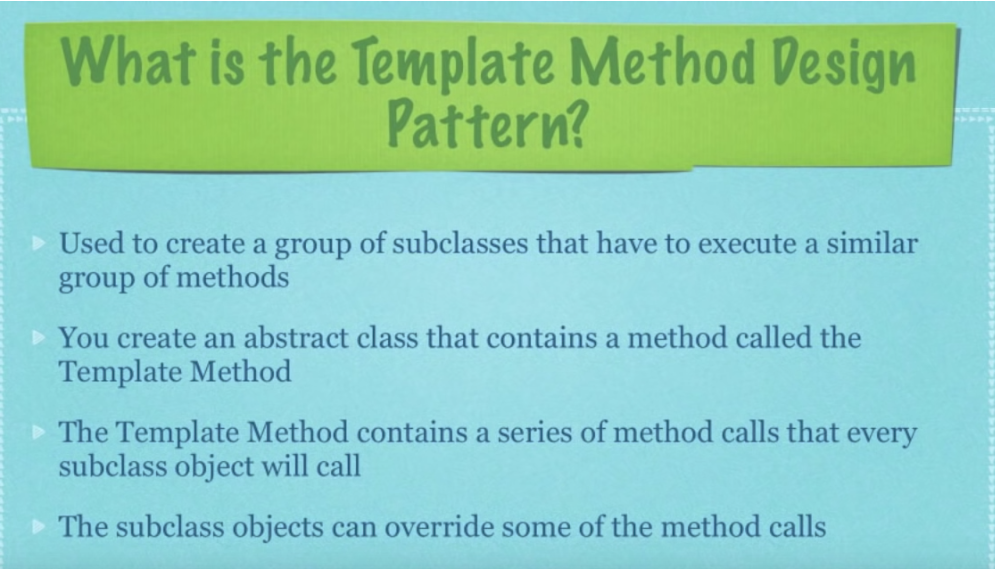 What is the Template Method Design
Pattern?
Used to create a group of subclasses that have to execute a similar
group of methods
You create an abstract class that contains a method called the
Template Method
The Template Method contains a series of method calls that every
subclass object will call
The subclass objects can override some of the method calls